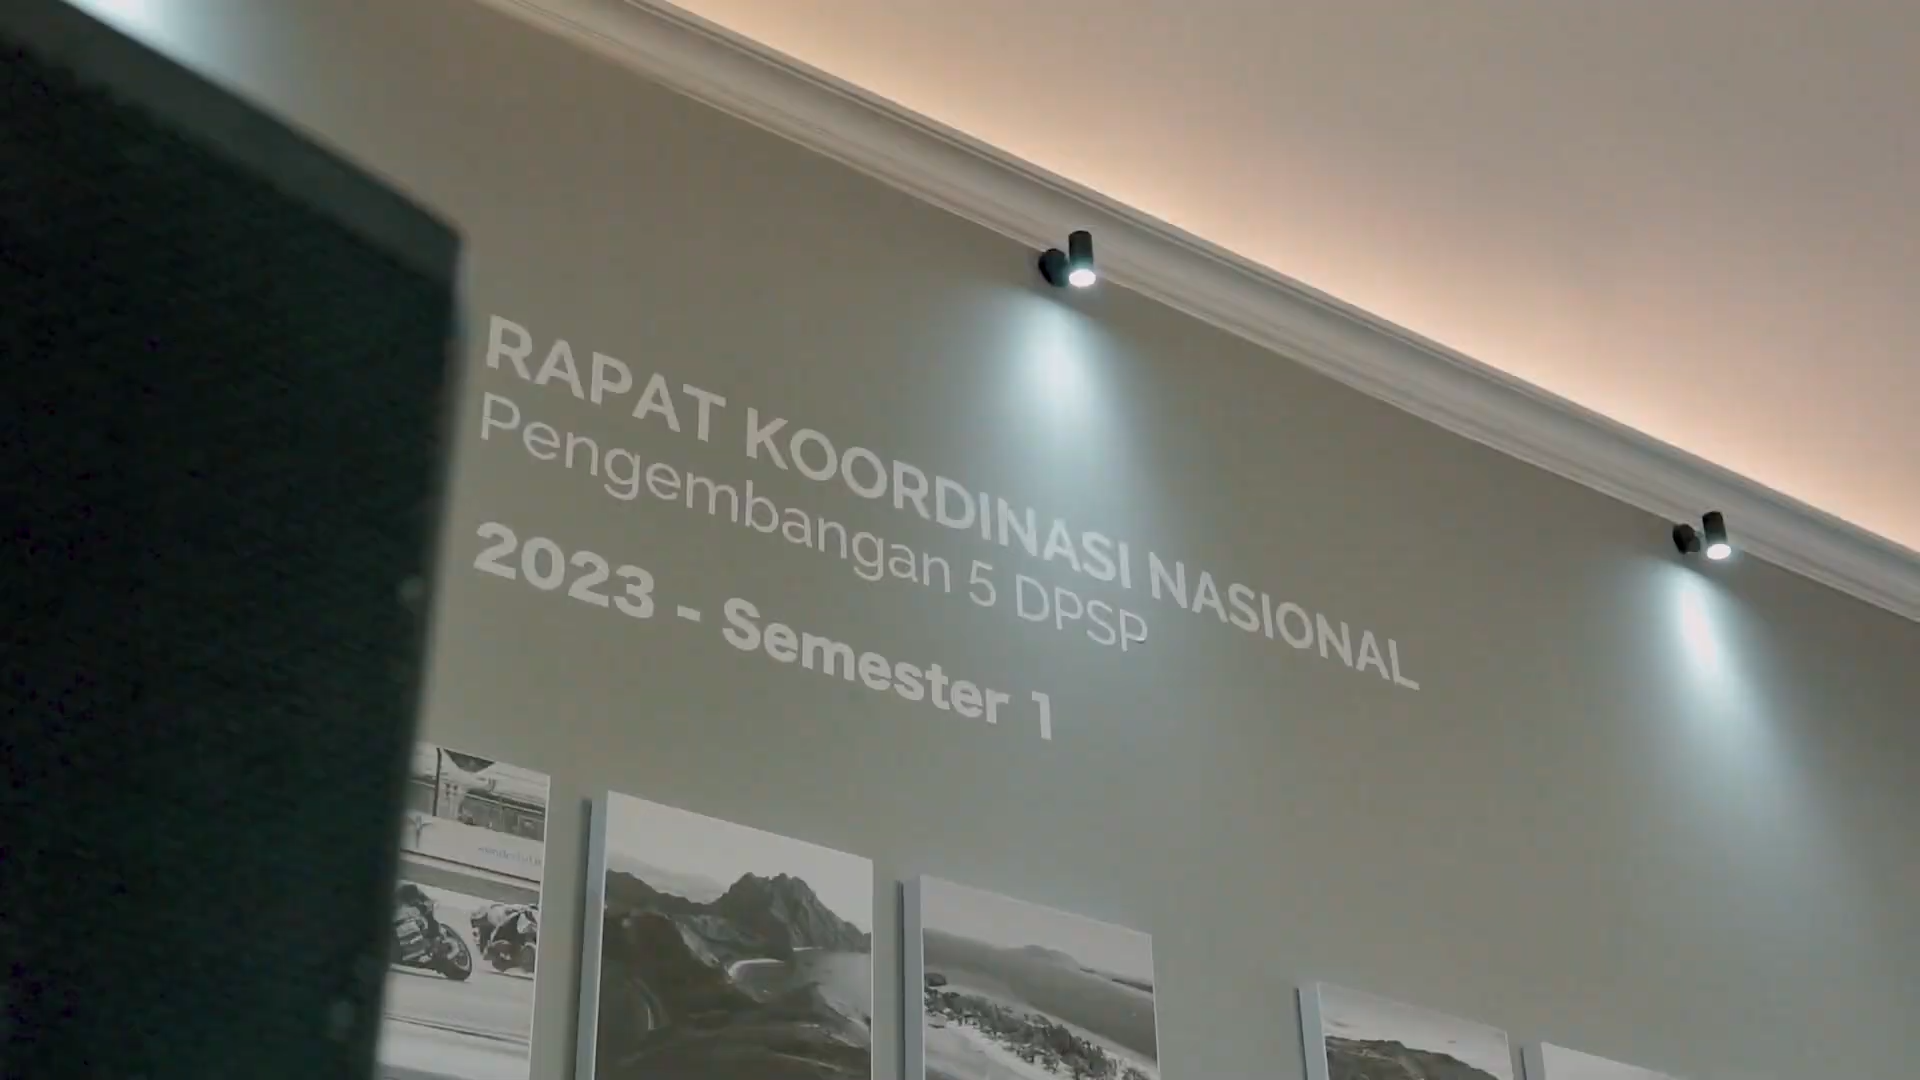 RAPAT KOORDINASI NASIONAL
Pengembangan 5 DPSP
2023 - Semester 1